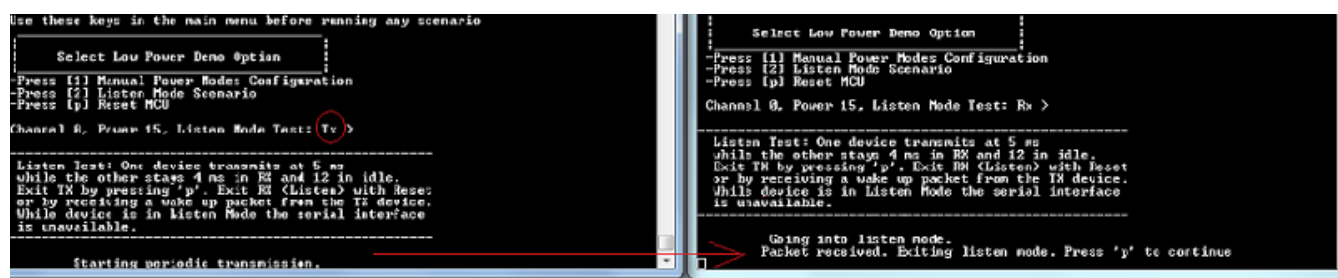 Use these keys in the main menu before running any scenario
Select Low Power Demo Option
-Press [1] Manual Power Modes Configuration
-Press [2] Listen Mode Scenario
-Press [p] Reset MCU
Channel 0, Power 15, Listen Mode Test: Tx >
Listen Test: One device transmits at 5 ms
while the other stays 4 ms in RX and 12 in idle.
Exit TX by pressing 'p'. Exit RX (Listen) with Reset
or by receiving a wake up packet from the TX device.
While device is in Listen Mode the serial interface
is unavailable.
Starting periodic transmission.
Select Low Power Demo Option
-Press [1] Manual Power Modes Configuration
-Press [2] Listen Mode Scenario
-Press [p] Reset MCU
Channel 0, Power 15, Listen Mode Test: Rx >
Listen Test: One device transmits at 5 ms
while the other stays 4 ms in RX and 12 in idle.
Exit TX by pressing 'p'. Exit RX (Listen) with Reset
or by receiving a wake up packet from the TX device.
While device is in Listen Mode the serial interface
is unavailable.
Going into listen mode.
Packet received. Exiting listen mode. Press 'p' to continue